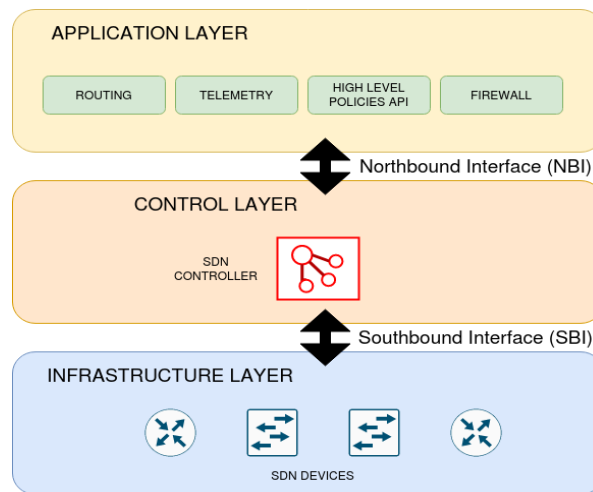 APPLICATION LAYER
ROUTING
TELEMETRY
HIGH LEVEL
POLICIES API
FIREWALL
Northbound Interface (NBI)
CONTROL LAYER
SDN
CONTROLLER
Southbound Interface (SBI)
INFRASTRUCTURE LAYER
SDN DEVICES